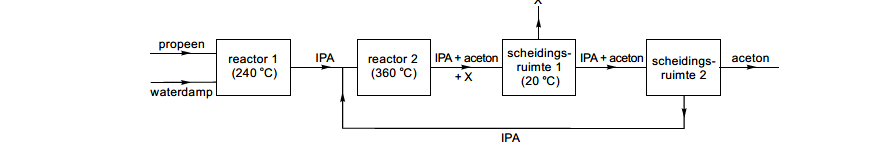 X
propeen
waterdamp
reactor 1
(240 °C)
IPA
reactor 2
(360 °C)
IPA + aceton
+ X
scheidings-
ruimte 1
(20 °C)
IPA + aceton
scheidings-
ruimte 2
aceton
IPA